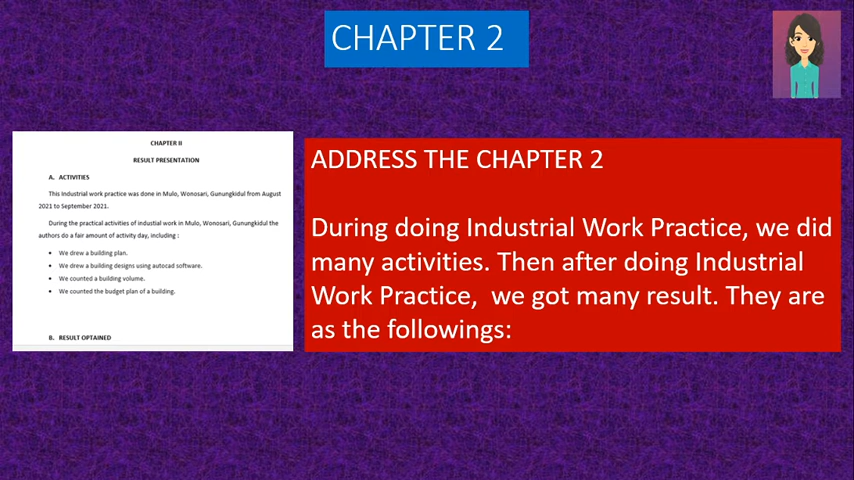 CHAPTER 2
CHAPTER II
RESULT PRESENTATION
A. ACTIVITIES
This Industrial work practice was done in Mulo, Wonosari, Gunungkidul from August
2021 to September 2021.
During the practical activities of industial work in Mulo, Wonosari, Gunungkidul the
authors do a fair amount of activity day, including :
• We drew a building plan.
• We drew a building designs using autocad software.
• We counted a building volume.
• We counted the budget plan of a building.
B. RESULT OPTAINED
ADDRESS THE CHAPTER 2
During doing Industrial Work Practice, we did
many activities. Then after doing Industrial
Work Practice, we got many result. They are
as the followings: